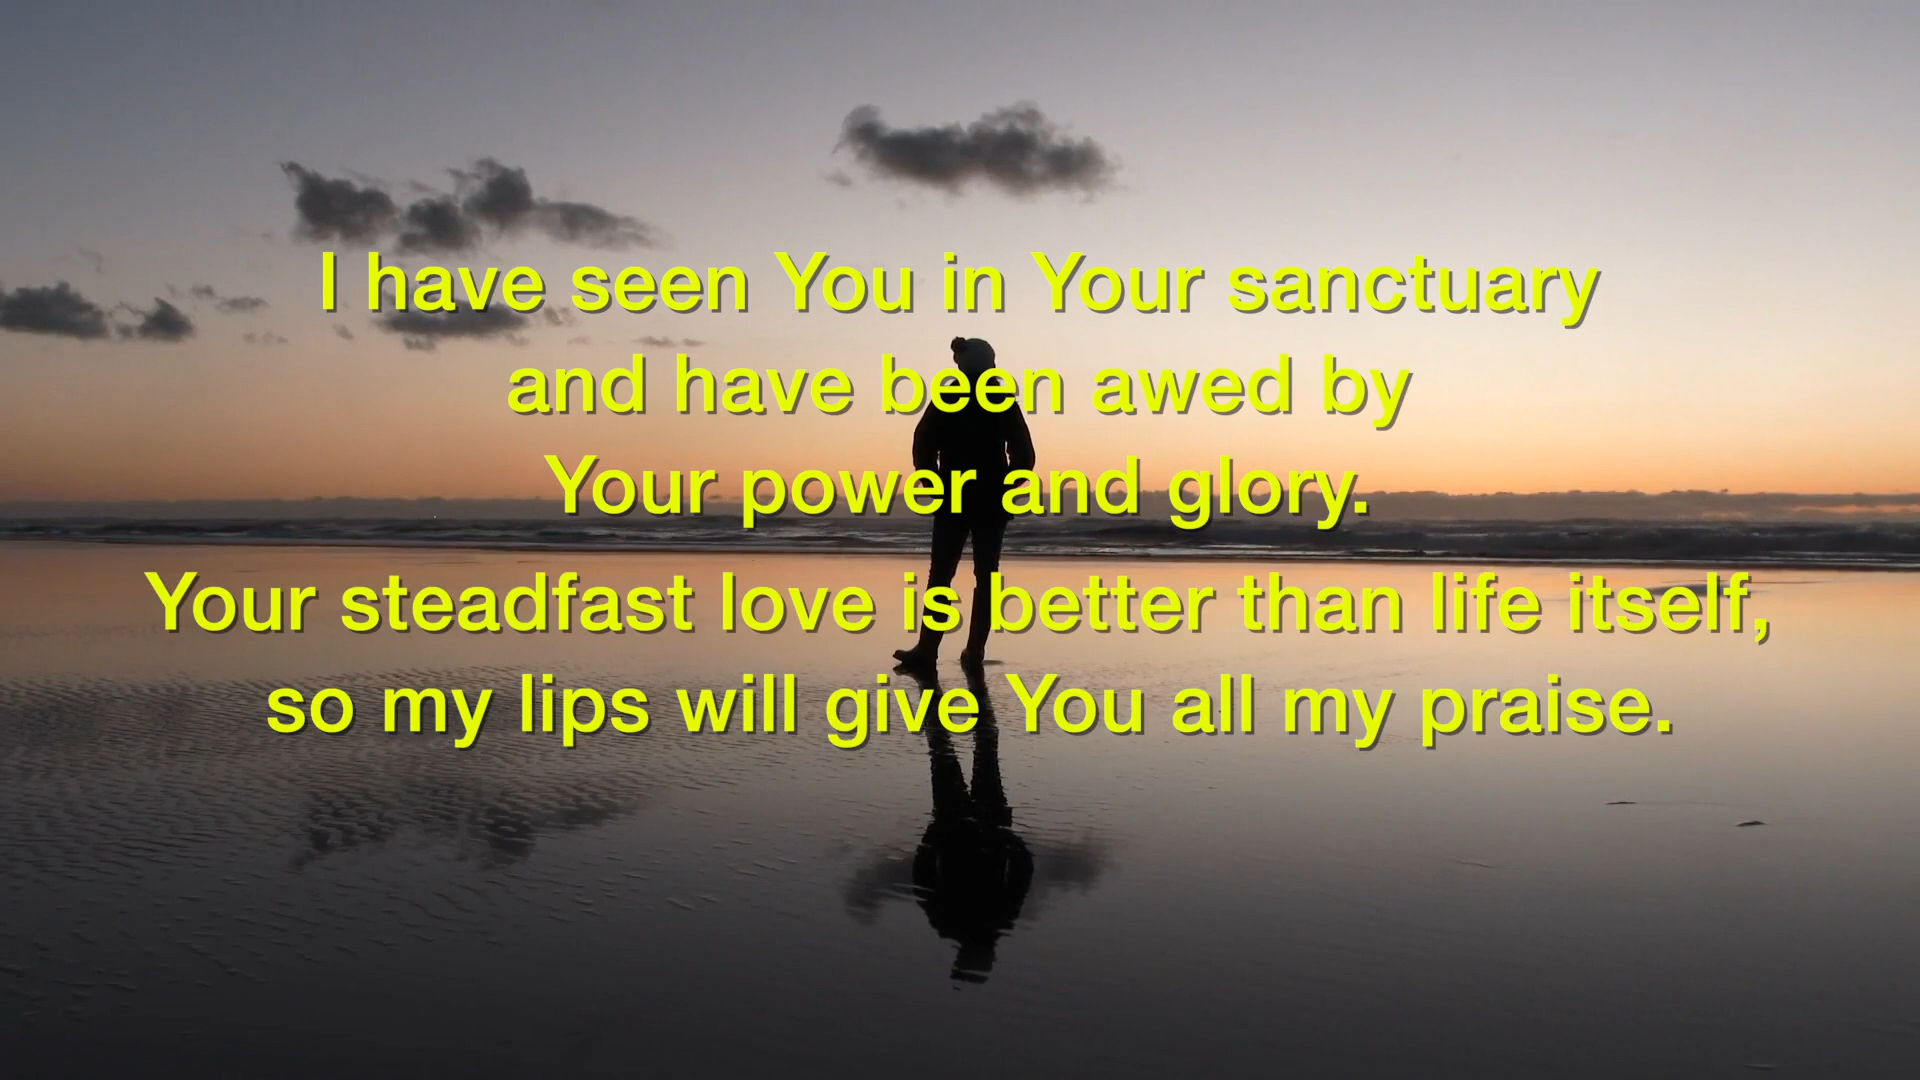 I have seen You in Your sanctuary
and have been awed by
Your power and glory.
Your steadfast love is better than life itself,
so my lips will give You all my praise.